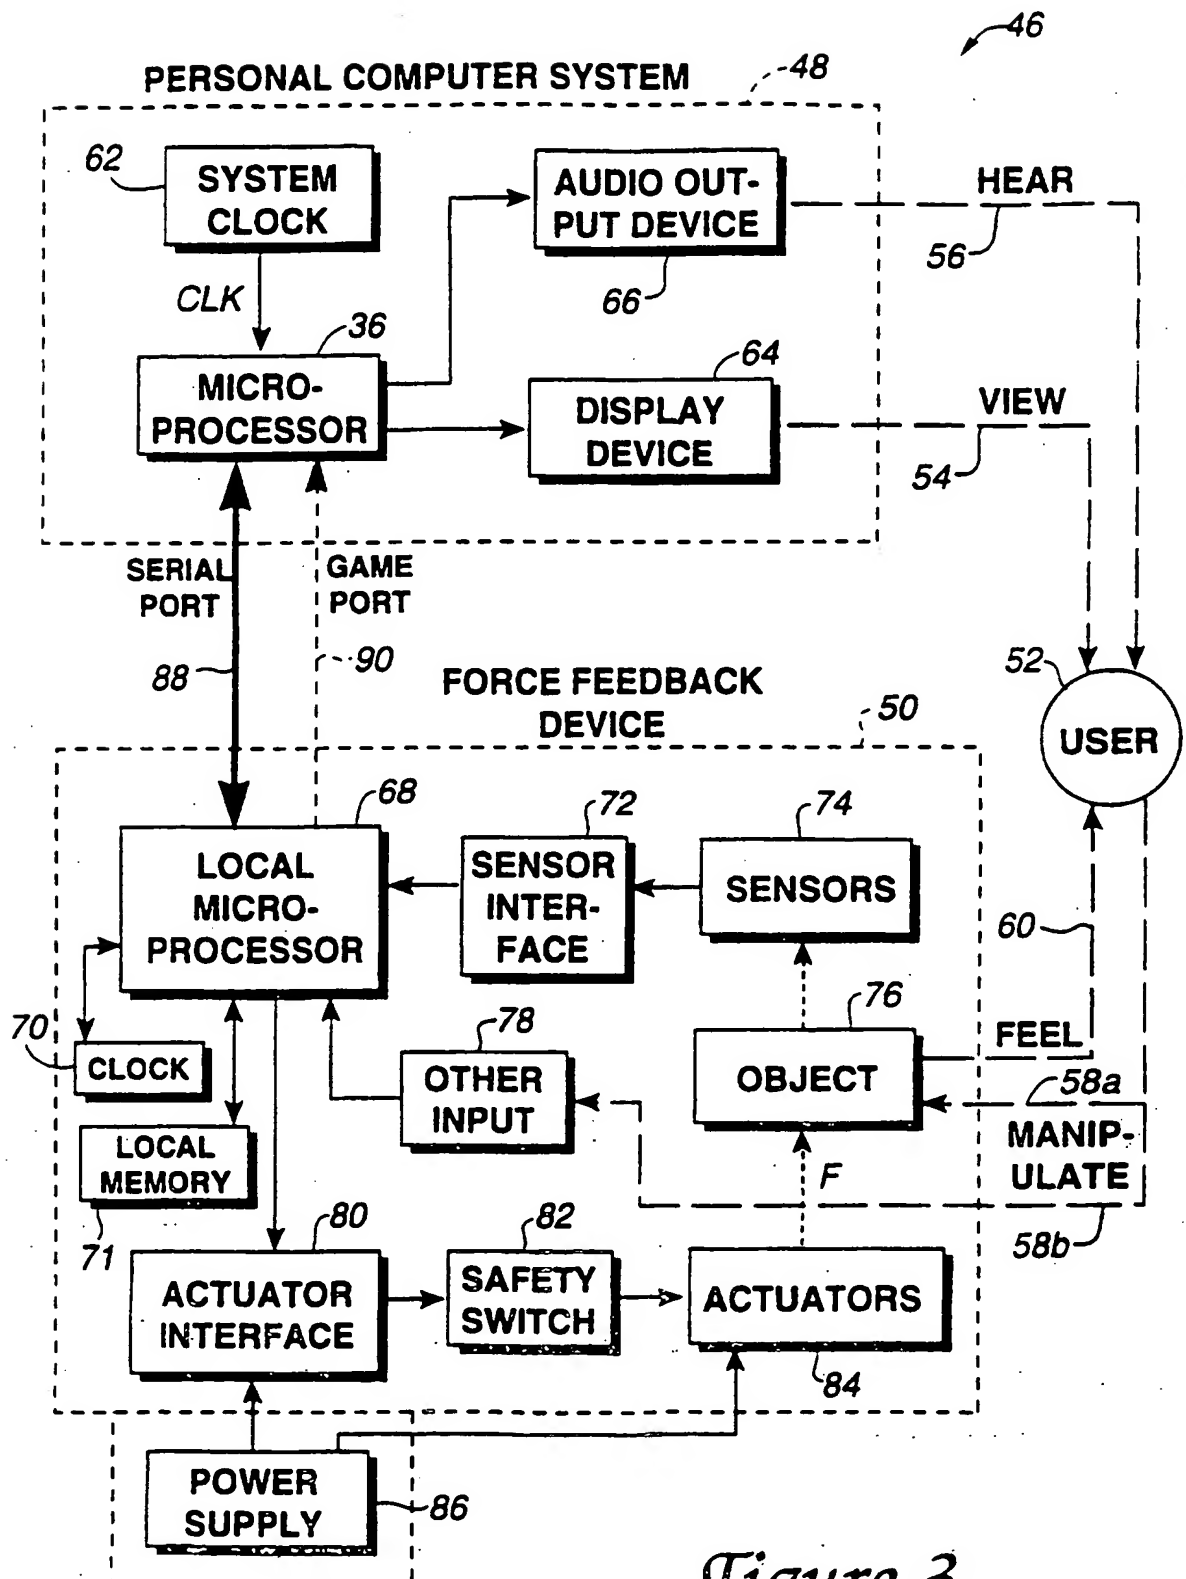 46
PERSONAL COMPUTER SYSTEM
48
62
SYSTEM
CLOCK
AUDIO OUT-
PUT DEVICE
66
HEAR
56
CLK
36
MICRO-
PROCESSOR
64
DISPLAY
DEVICE
VIEW
54
SERIAL
PORT
GAME
PORT
88
90
FORCE FEEDBACK
DEVICE
50
52
USER
68
LOCAL
MICRO-
PROCESSOR
72
SENSOR
INTER-
FACE
74
SENSORS
60
70
CLOCK
78
OTHER
INPUT
76
OBJECT
FEEL
58a
MANIP-
ULATE
58b
LOCAL
MEMORY
71
F
80
ACTUATOR
INTERFACE
82
SAFETY
SWITCH
ACTUATORS
84
POWER
SUPPLY
86
Figure 3